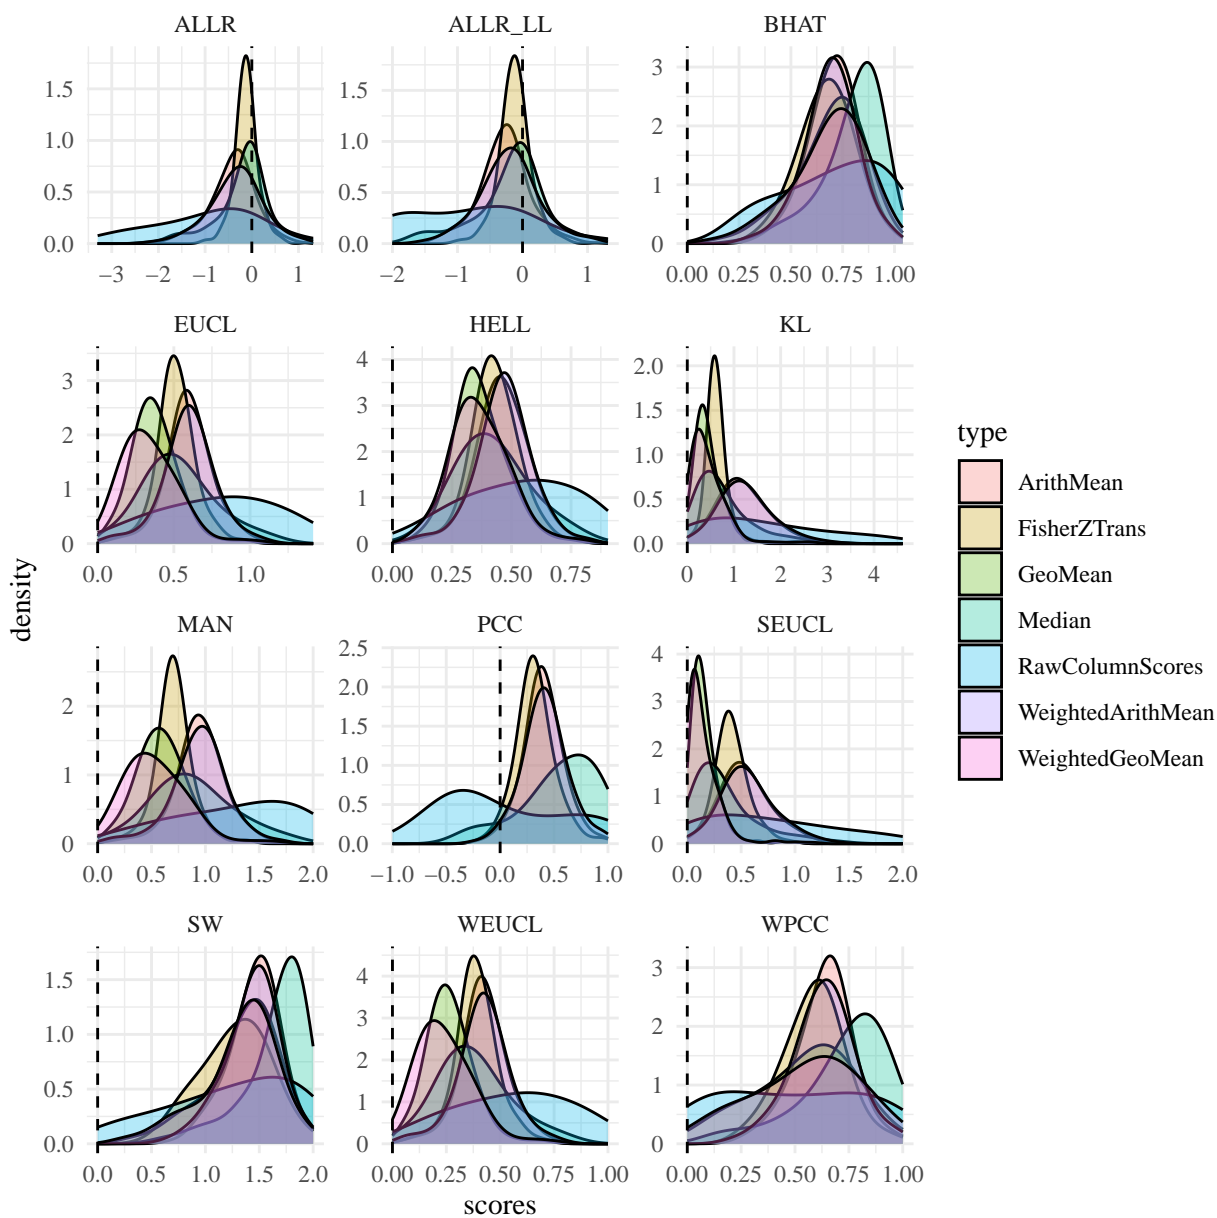 ALLR ALLR_LL BHAT
0.0 0.5 1.0 1.5
−3 −2 −1 0 1
0.0 0.5 1.0 1.5
−2 −1 0 1
0 1 2 3
0.00 0.25 0.50 0.75 1.00
EUCL HELL KL
0 1 2 3
0.0 0.5 1.0
0 1 2 3 4
0.00 0.25 0.50 0.75
0.0 0.5 1.0 1.5 2.0
0 1 2 3 4
MAN PCC SEUCL
0 1 2
0.0 0.5 1.0 1.5 2.0
0.0 0.5 1.0 1.5 2.0 2.5
−1.0 −0.5 0.0 0.5 1.0
0 1 2 3 4
0.0 0.5 1.0 1.5 2.0
SW WEUCL WPCC
0.0 0.5 1.0 1.5
0.0 0.5 1.0 1.5 2.0
0 1 2 3 4
0.00 0.25 0.50 0.75 1.00
0 1 2 3
0.00 0.25 0.50 0.75 1.00
density
scores
type
ArithMean
FisherZTrans
GeoMean
Median
RawColumnScores
WeightedArithMean
WeightedGeoMean